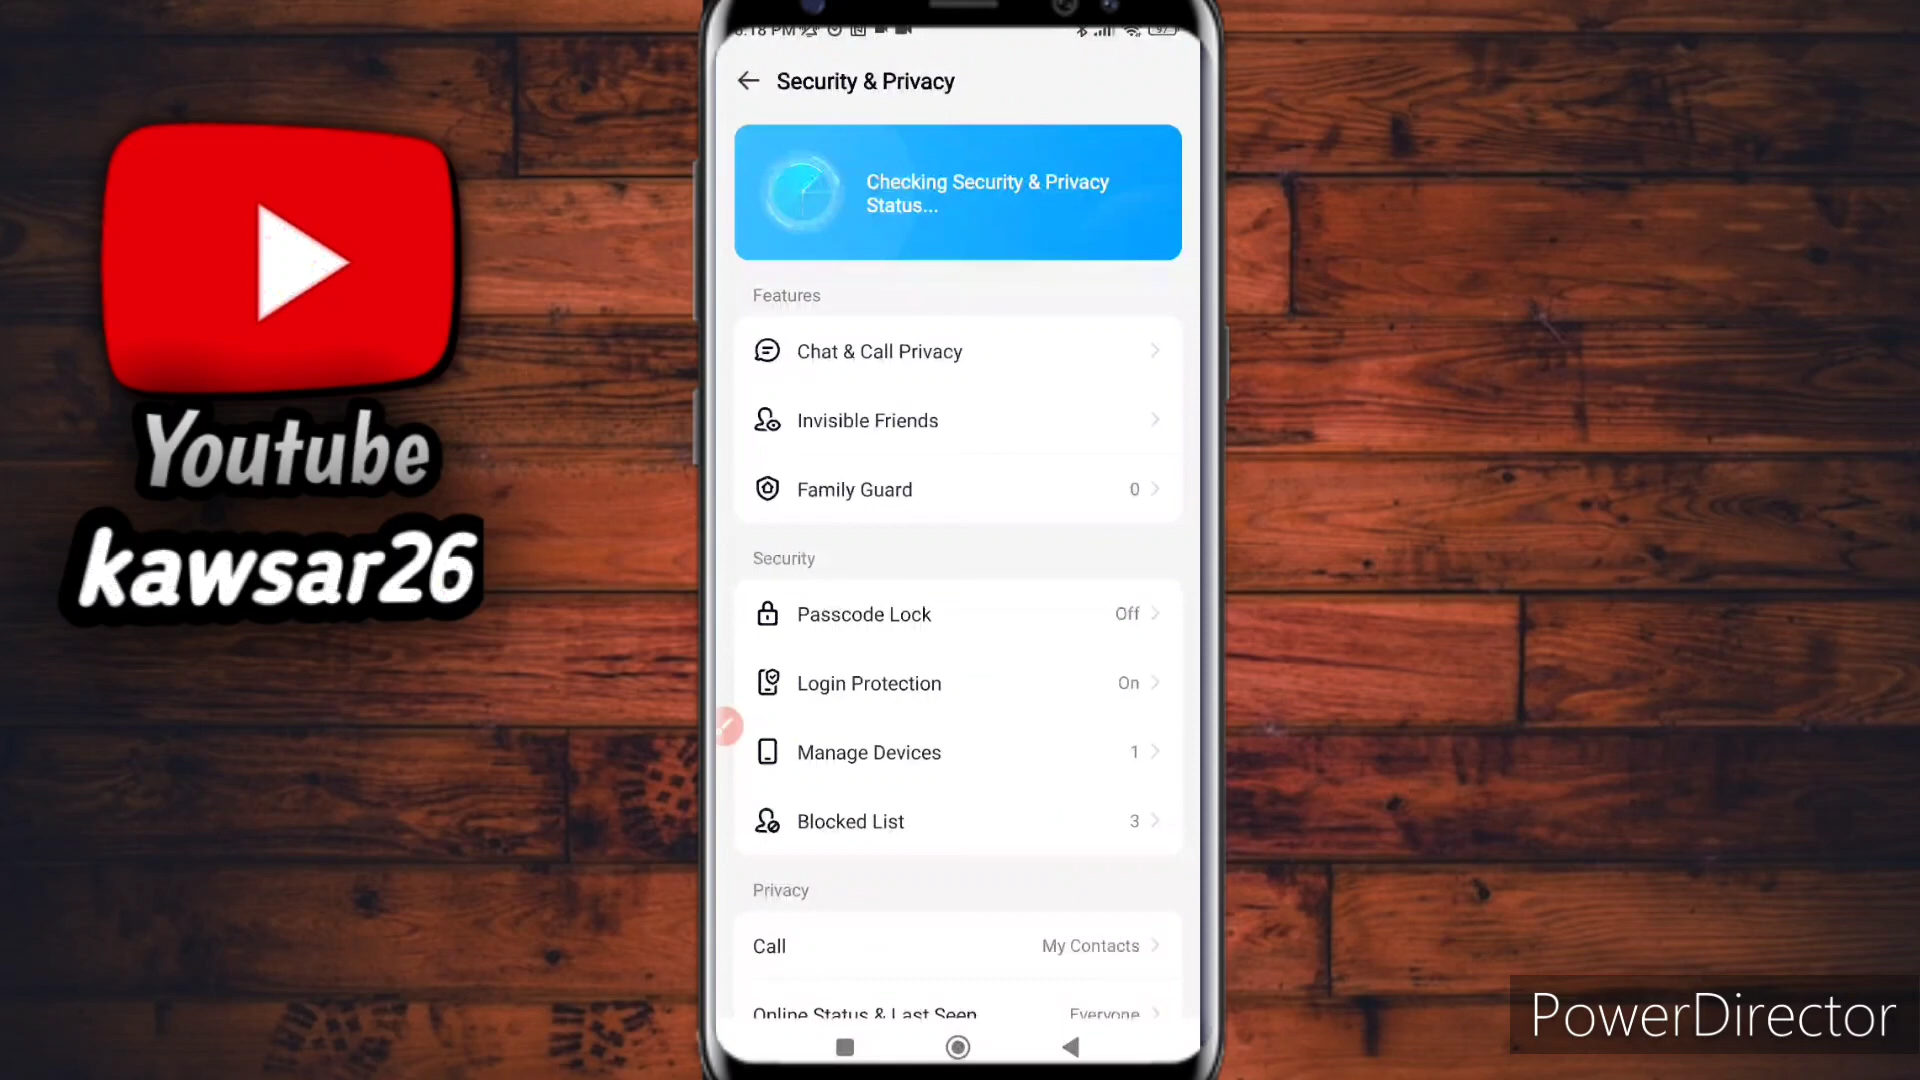 Youtube
kawsar26
Security & Privacy
Checking Security & Privacy
Status...
Features
Chat & Call Privacy
Invisible Friends
Family Guard 0
Security
Passcode Lock Off
Login Protection On
Manage Devices 1
Blocked List 3
Privacy
Call My Contacts
Online Status & Last Seen Everyone
PowerDirector